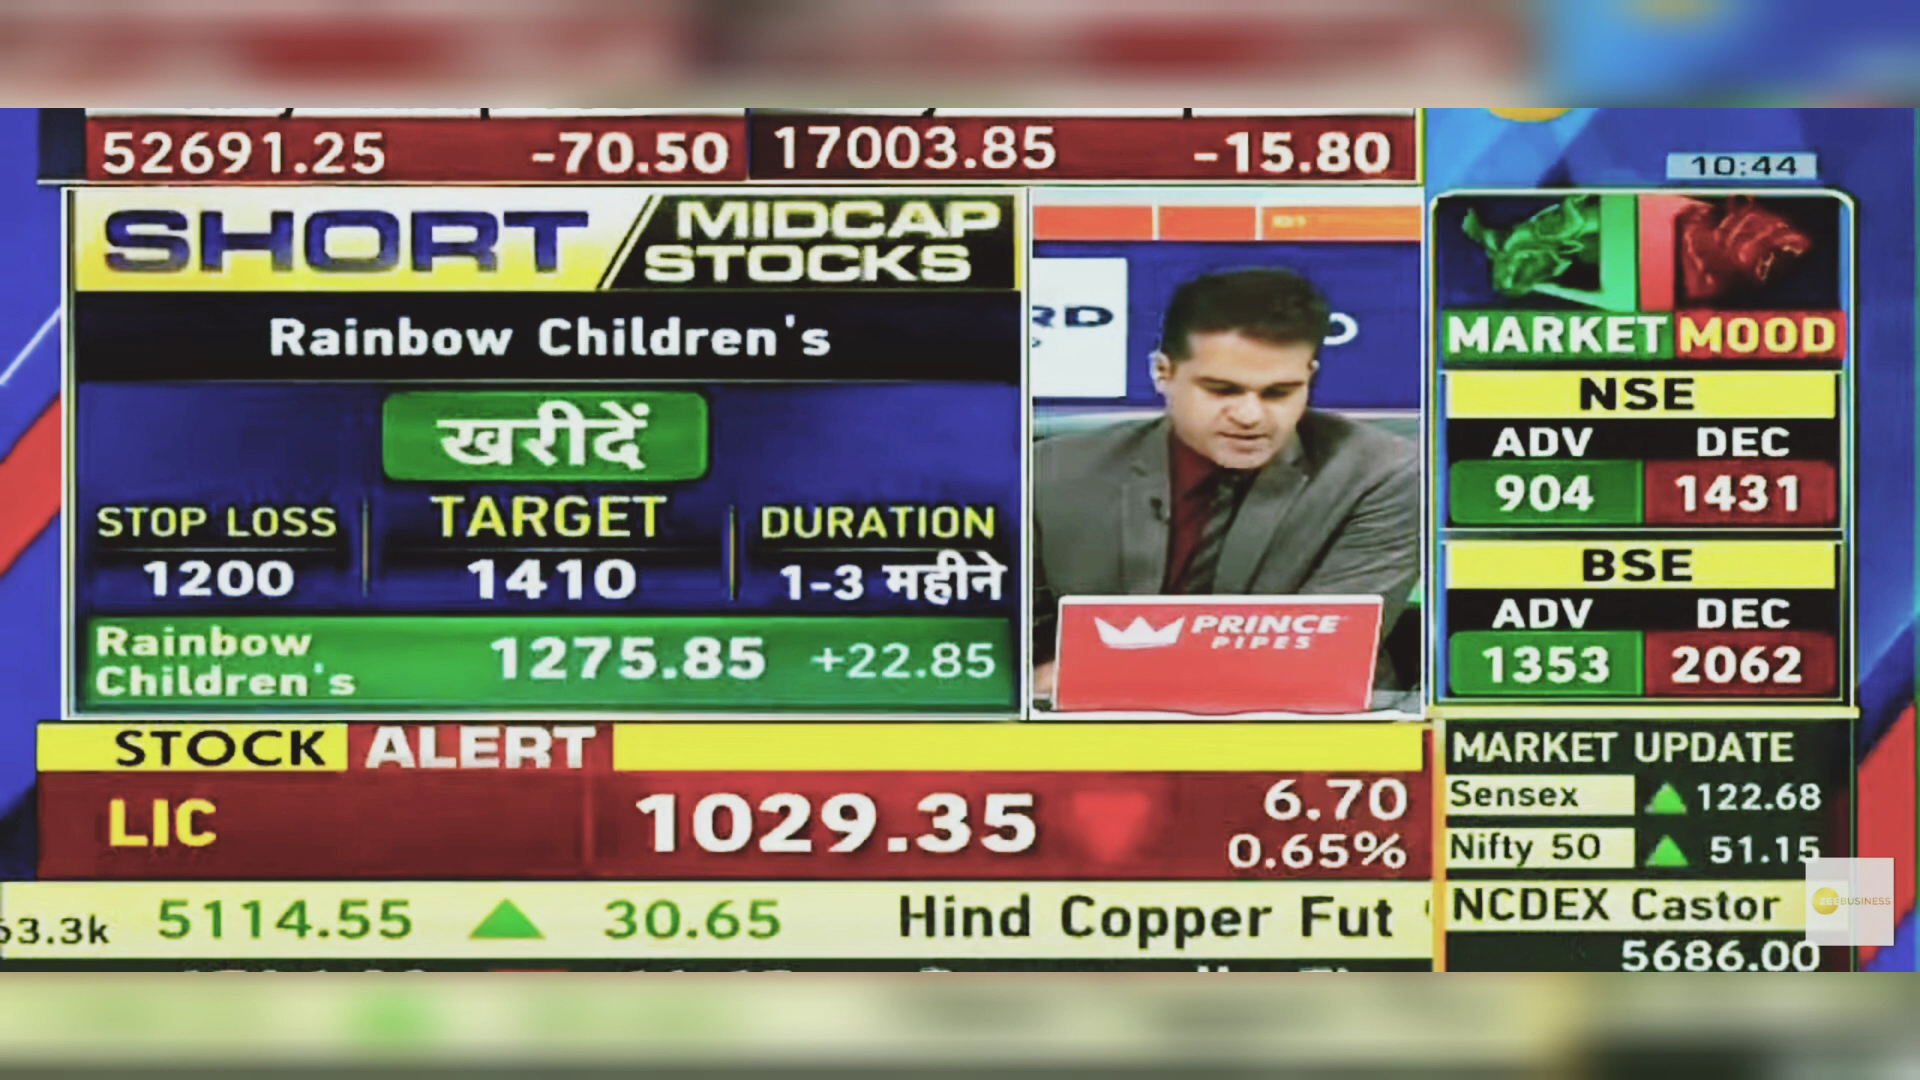 52691.25 -70.50 17003.85 -15.80
10:44
SHORT MIDCAP STOCKS
Rainbow Children's
खरीदें
STOP LOSS TARGET DURATION
1200 1410 1-3 महीने
Rainbow Children's 1275.85 +22.85
PRINCE
PIPES
MARKET MOOD
NSE
ADV DEC
904 1431
BSE
ADV DEC
1353 2062
STOCK ALERT
LIC 1029.35 6.70
0.65%
MARKET UPDATE
Sensex 122.68
Nifty 50 51.15
NCDEX Castor
5686.00
63.3k 5114.55 30.65 Hind Copper Fut
ZEEBUSINESS